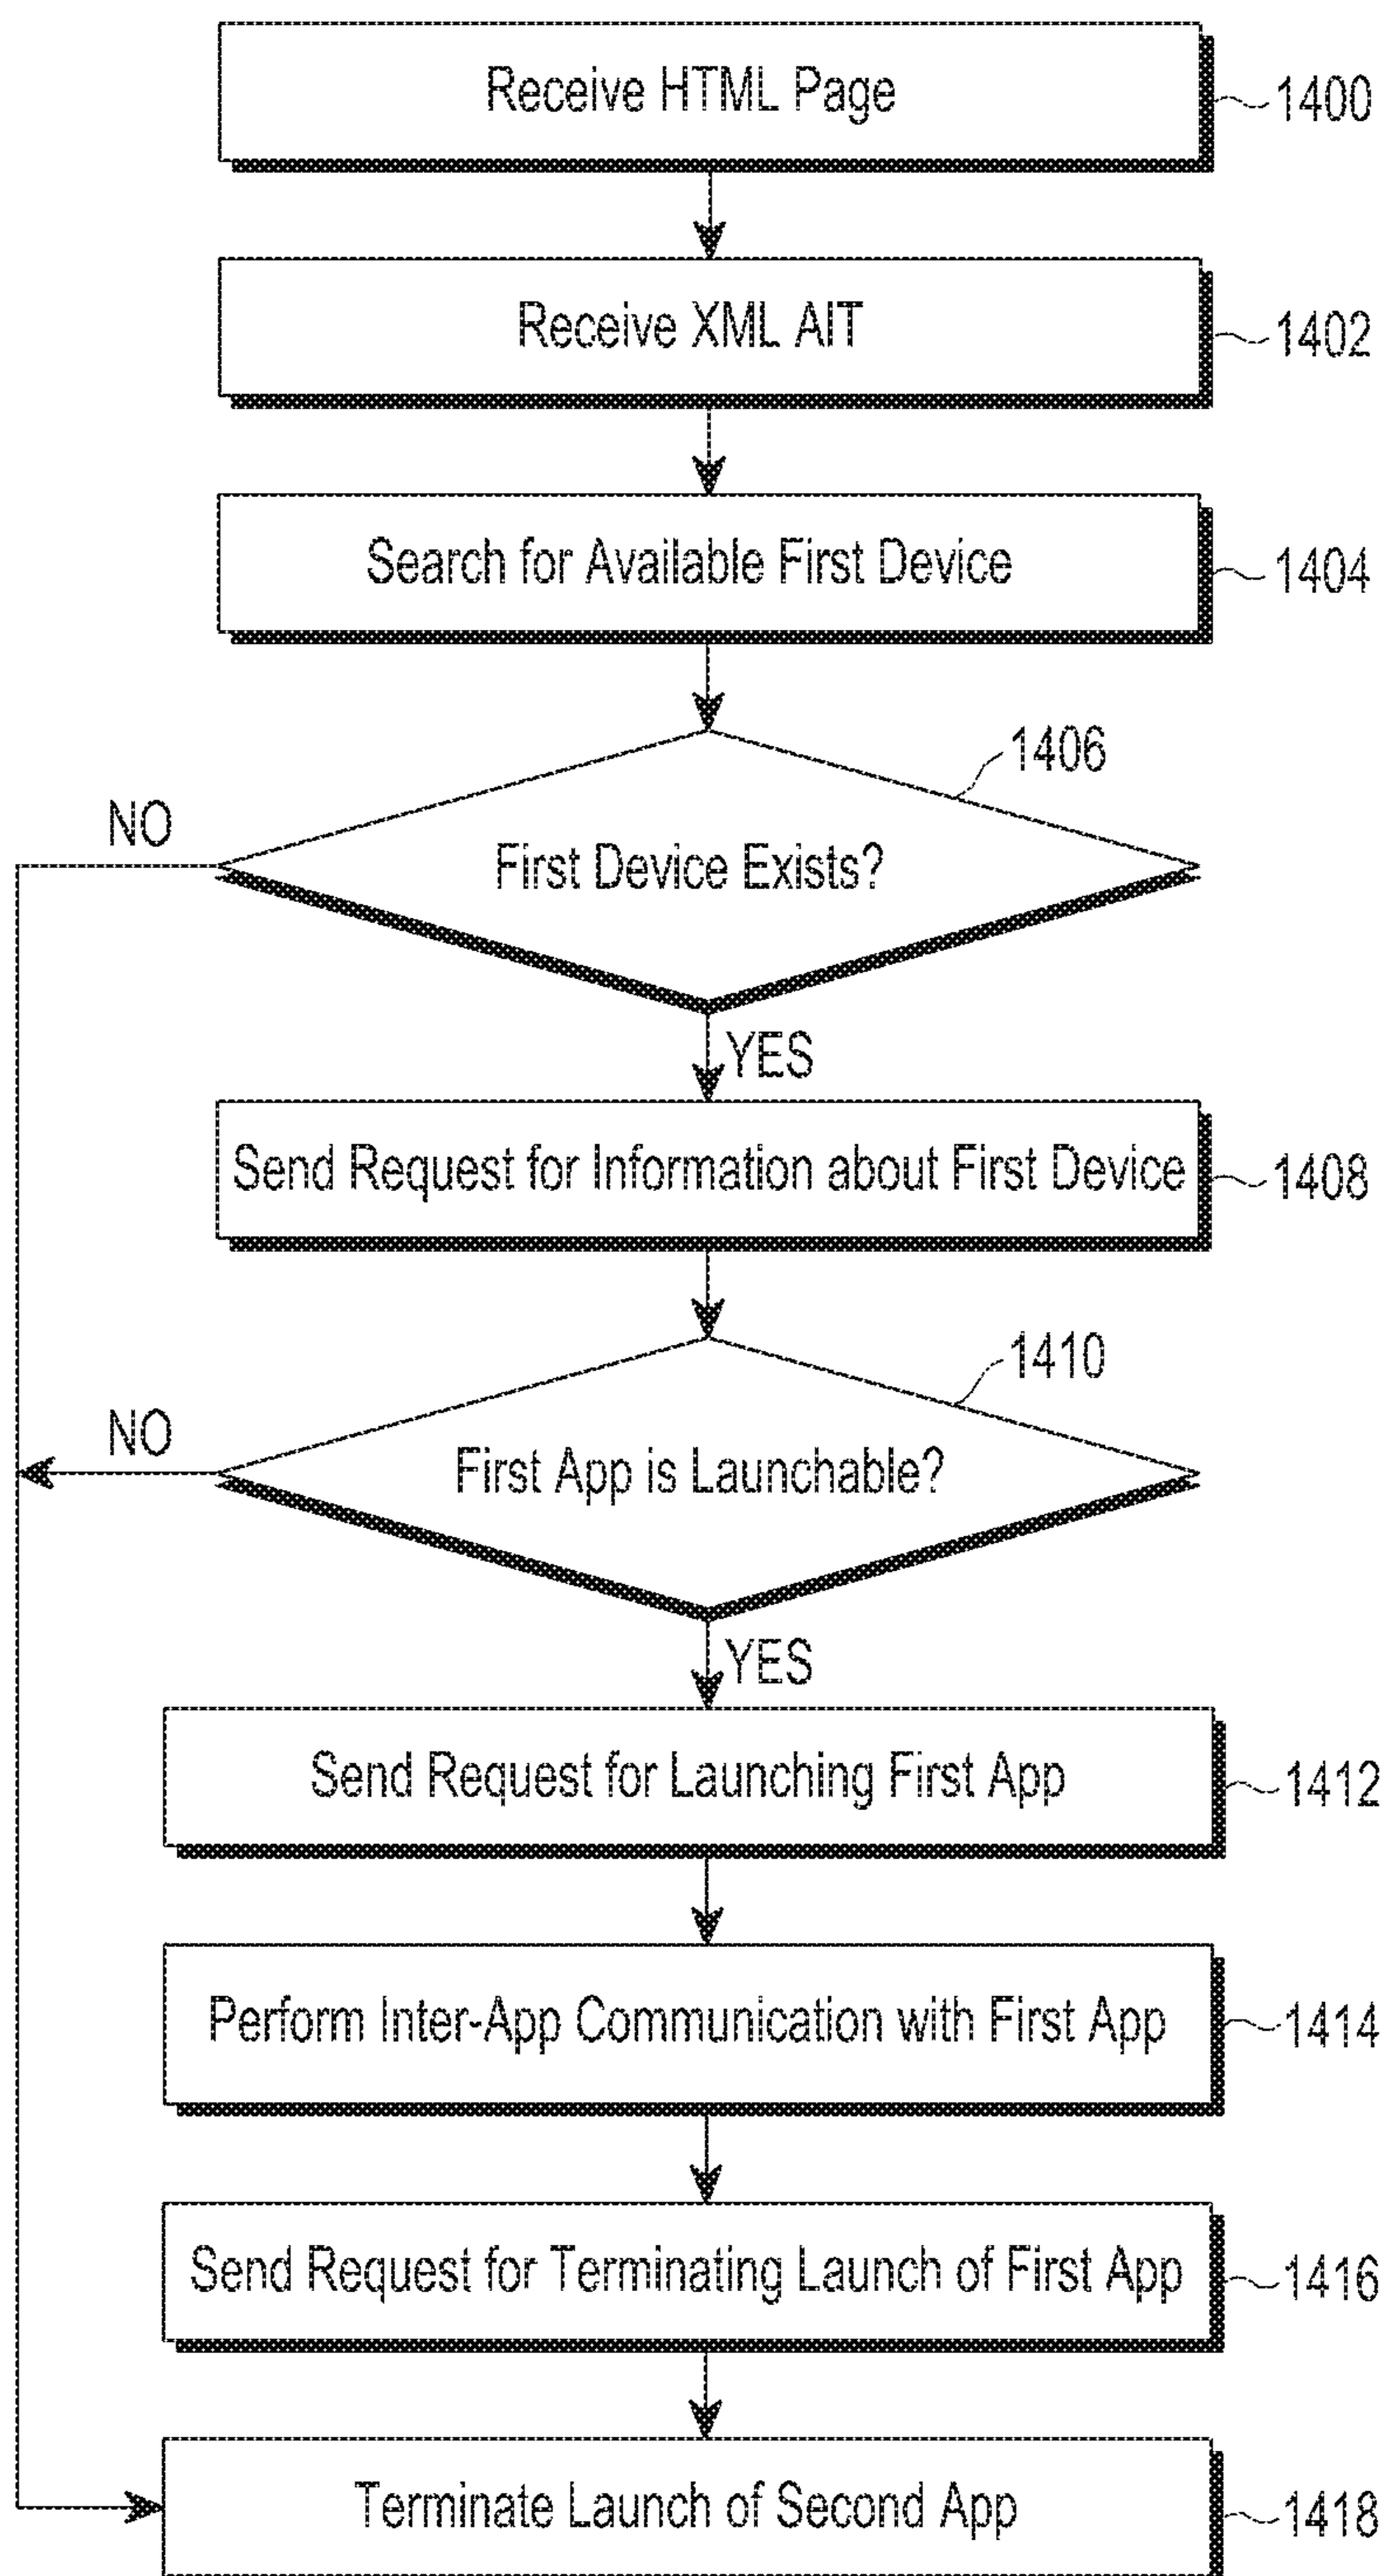 Receive HTML Page
1400
Receive XML AIT
1402
Search for Available First Device
1404
1406
NO
First Device Exists?
YES
Send Request for Information about First Device
1408
1410
NO
First App is Launchable?
YES
Send Request for Launching First App
1412
Perform Inter-App Communication with First App
1414
Send Request for Terminating Launch of First App
1416
Terminate Launch of Second App
1418